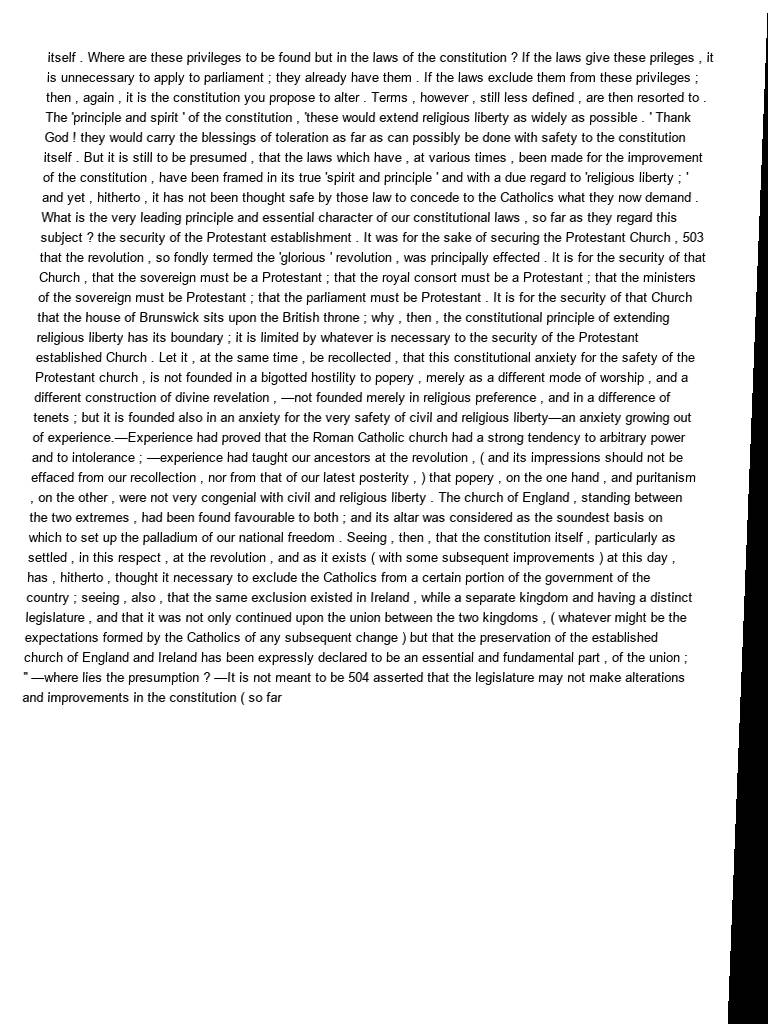 itself . Where are these privileges to be found but in the laws of the constitution ? If the laws give these prileges , it
is unnecessary to apply to parliament ; they already have them . If the laws exclude them from these privileges ;
then , again , it is the constitution you propose to alter . Terms , however , still less defined , are then resorted to .
The 'principle and spirit ' of the constitution , 'these would extend religious liberty as widely as possible . ' Thank
God ! they would carry the blessings of toleration as far as can possibly be done with safety to the constitution
itself . But it is still to be presumed , that the laws which have , at various times , been made for the improvement
of the constitution , have been framed in its true 'spirit and principle ' and with a due regard to 'religious liberty ; '
and yet , hitherto , it has not been thought safe by those law to concede to the Catholics what they now demand .
What is the very leading principle and essential character of our constitutional laws , so far as they regard this
subject ? the security of the Protestant establishment . It was for the sake of securing the Protestant Church , 503
that the revolution , so fondly termed the 'glorious ' revolution , was principally effected . It is for the security of that
Church , that the sovereign must be a Protestant ; that the royal consort must be a Protestant ; that the ministers
of the sovereign must be Protestant ; that the parliament must be Protestant . It is for the security of that Church
that the house of Brunswick sits upon the British throne ; why , then , the constitutional principle of extending
religious liberty has its boundary ; it is limited by whatever is necessary to the security of the Protestant
established Church . Let it , at the same time , be recollected , that this constitutional anxiety for the safety of the
Protestant church , is not founded in a bigotted hostility to popery , merely as a different mode of worship , and a
different construction of divine revelation , —not founded merely in religious preference , and in a difference of
tenets ; but it is founded also in an anxiety for the very safety of civil and religious liberty—an anxiety growing out
of experience.—Experience had proved that the Roman Catholic church had a strong tendency to arbitrary power
and to intolerance ; —experience had taught our ancestors at the revolution , ( and its impressions should not be
effaced from our recollection , nor from that of our latest posterity , ) that popery , on the one hand , and puritanism
, on the other , were not very congenial with civil and religious liberty . The church of England , standing between
the two extremes , had been found favourable to both ; and its altar was considered as the soundest basis on
which to set up the palladium of our national freedom . Seeing , then , that the constitution itself , particularly as
settled , in this respect , at the revolution , and as it exists ( with some subsequent improvements ) at this day ,
has , hitherto , thought it necessary to exclude the Catholics from a certain portion of the government of the
country ; seeing , also , that the same exclusion existed in Ireland , while a separate kingdom and having a distinct
legislature , and that it was not only continued upon the union between the two kingdoms , ( whatever might be the
expectations formed by the Catholics of any subsequent change ) but that the preservation of the established
church of England and Ireland has been expressly declared to be an essential and fundamental part , of the union ;
" —where lies the presumption ? —It is not meant to be 504 asserted that the legislature may not make alterations
and improvements in the constitution ( so far